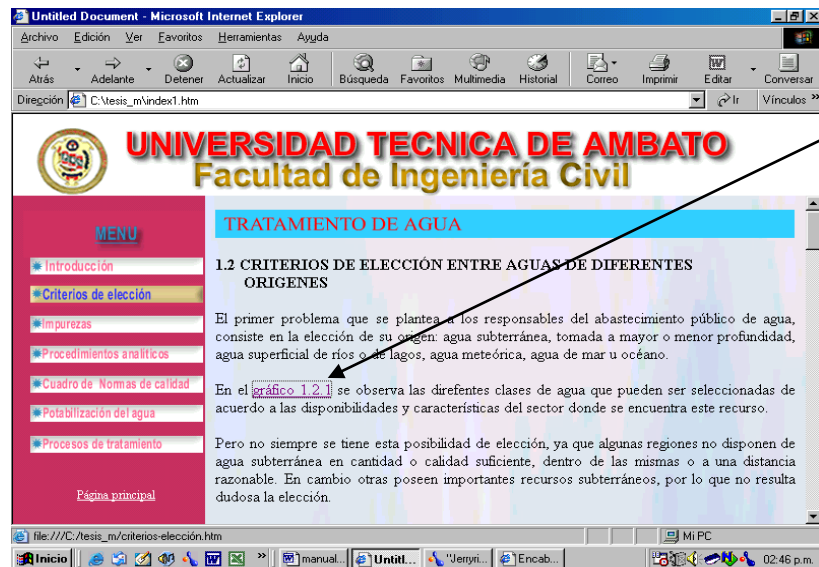 Untitled Document - Microsoft Internet Explorer
Archivo Edición Ver Favoritos Herramientas Ayuda
Atrás Adelante Detener Actualizar Inicio Búsqueda Favoritos Multimedia Historial Correo Imprimir Editar Conversar
Dirección C:\tesis_m\index1.htm Ir Vínculos »
UNIVERSIDAD TECNICA DE AMBATO
Facultad de Ingeniería Civil
MENU
Introducción
Criterios de elección
Impurezas
Procedimientos analíticos
Cuadro de Normas de calidad
Potabilización del agua
Procesos de tratamiento
Página principal
TRATAMIENTO DE AGUA
1.2 CRITERIOS DE ELECCIÓN ENTRE AGUAS DE DIFERENTES
ORIGENES
El primer problema que se plantea a los responsables del abastecimiento público de agua,
consiste en la elección de su origen: agua subterránea, tomada a mayor o menor profundidad,
agua superficial de ríos o de lagos, agua meteórica, agua de mar u océano.
En el gráfico 1.2.1 se observa las direfentes clases de agua que pueden ser seleccionadas de
acuerdo a las disponibilidades y características del sector donde se encuentra este recurso.
Pero no siempre se tiene esta posibilidad de elección, ya que algunas regiones no disponen de
agua subterránea en cantidad o calidad suficiente, dentro de las mismas o a una distancia
razonable. En cambio otras poseen importantes recursos subterráneos, por lo que no resulta
dudosa la elección.
file:///C:/tesis_m/criterios-elección.htm Mi PC
Inicio » manual... Untitl... "Jerryri... Encab... 02:46 p.m.